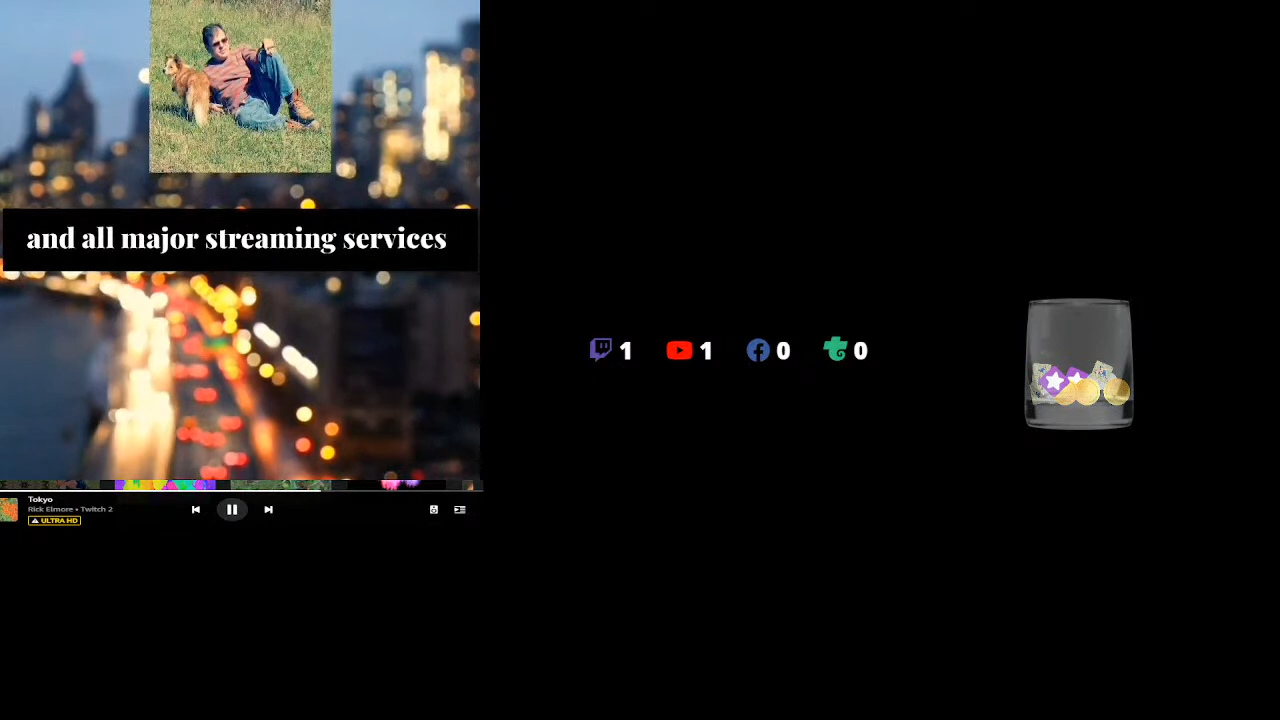 and all major streaming services
1 1 0 0
Tokyo
Rick Elmore • Twitch 2
ULTRA HD